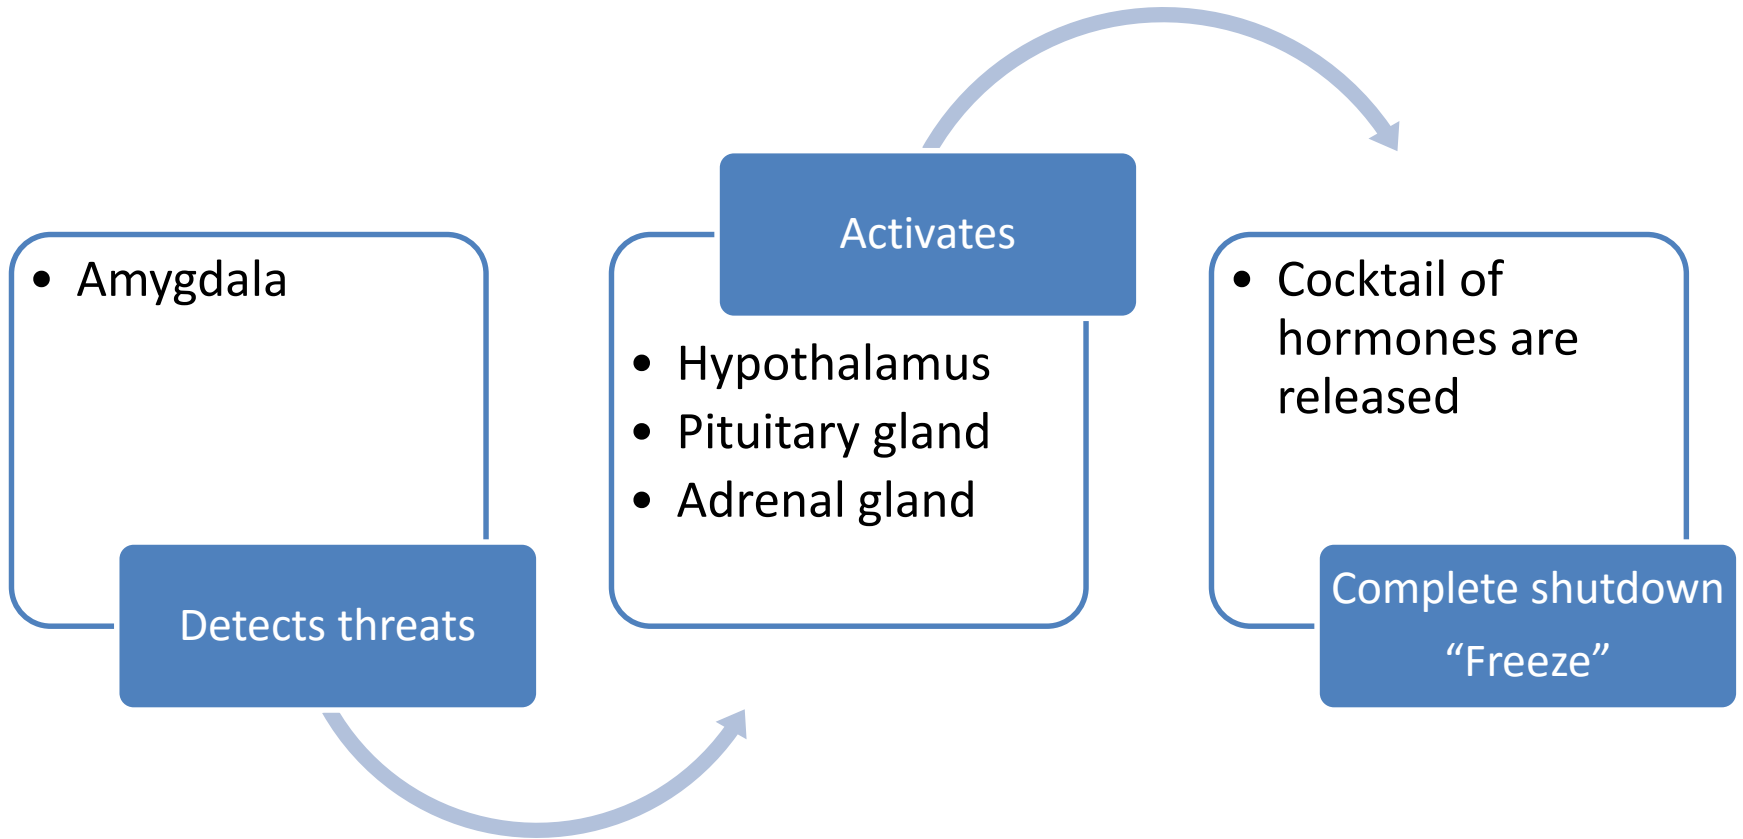 • Amygdala
Detects threats
Activates
• Hypothalamus
• Pituitary gland
• Adrenal gland
• Cocktail of
hormones are
released
Complete shutdown
“Freeze”